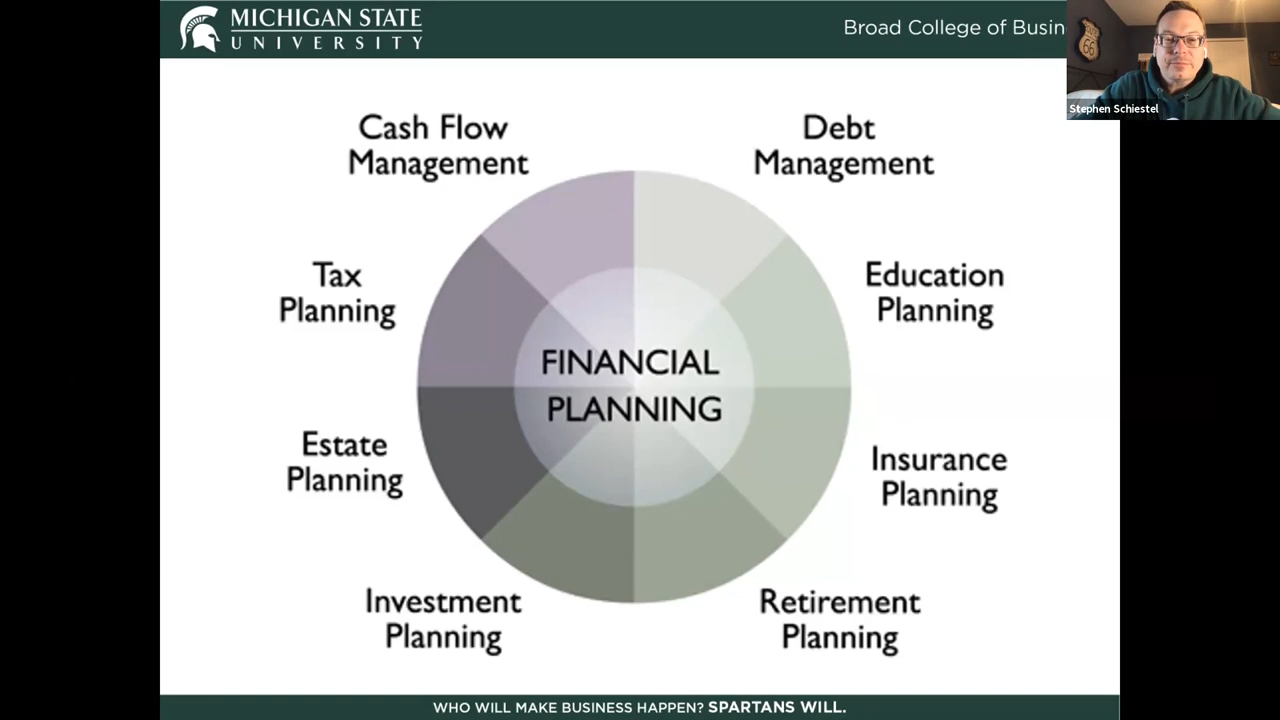 MICHIGAN STATE
UNIVERSITY
Broad College of Busin
66
Stephen Schiestel
Cash Flow
Management
Debt
Management
Tax
Planning
Education
Planning
FINANCIAL
PLANNING
Estate
Planning
Insurance
Planning
Investment
Planning
Retirement
Planning
WHO WILL MAKE BUSINESS HAPPEN? SPARTANS WILL.